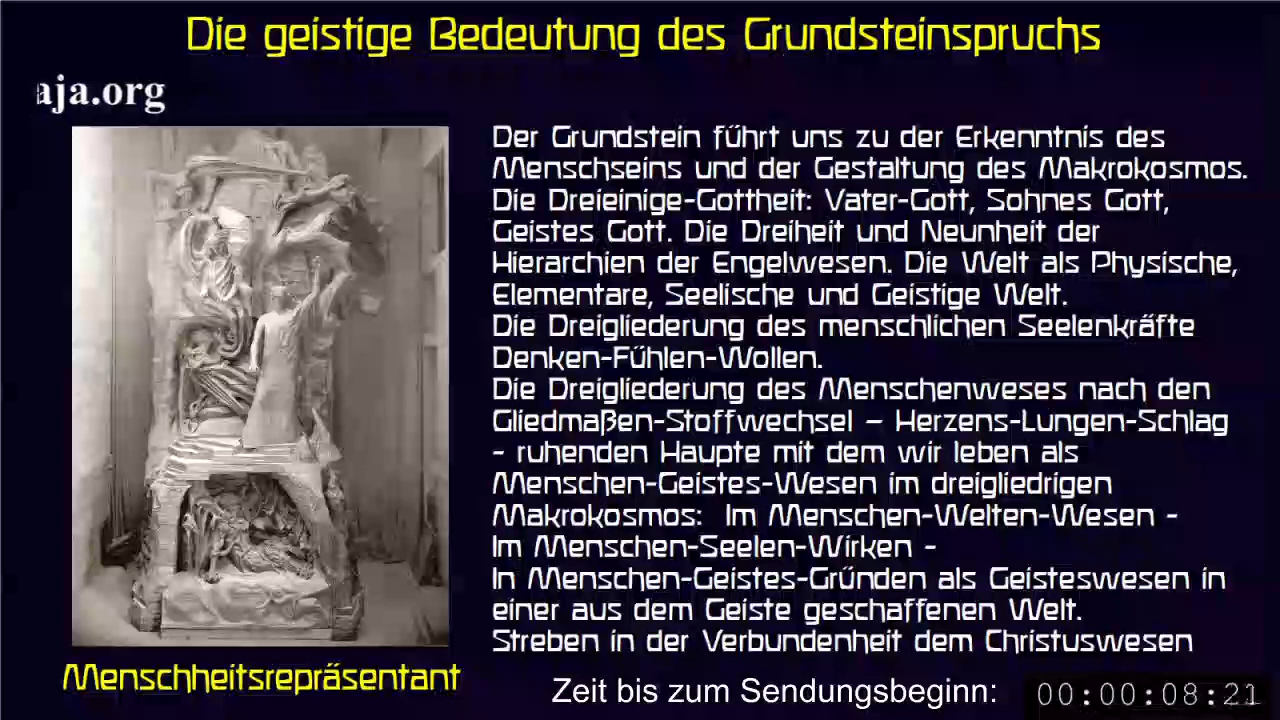 Die geistige Bedeutung des Grundsteinspruchs
aja.org
Der Grundstein führt uns zu der Erkenntnis des
Menschseins und der Gestaltung des Makrokosmos.
Die Dreieinige-Gottheit: Vater-Gott, Sohnes Gott,
Geistes Gott. Die Dreiheit und Neunheit der
Hierarchien der Engelwesen. Die Welt als Physische,
Elementare, Seelische und Geistige Welt.
Die Dreigliederung des menschlichen Seelenkräfte
Denken-Fühlen-Wollen.
Die Dreigliederung des Menschenweses nach den
Gliedmaßen-Stoffwechsel – Herzens-Lungen-Schlag
- ruhenden Haupte mit dem wir leben als
Menschen-Geistes-Wesen im dreigliedrigen
Makrokosmos: Im Menschen-Welten-Wesen -
Im Menschen-Seelen-Wirken -
In Menschen-Geistes-Gründen als Geisteswesen in
einer aus dem Geiste geschaffenen Welt.
Streben in der Verbundenheit dem Christuswesen
Menschheitsrepräsentant
Zeit bis zum Sendungsbeginn: 00:00:08:21